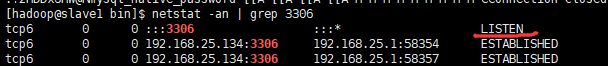 [hadoop@slave1 bin]$ netstat -an | grep 3306
tcp6 0 0 :::3306 :::* LISTEN
tcp6 0 0 192.168.25.134:3306 192.168.25.1:58354 ESTABLISHED
tcp6 0 0 192.168.25.134:3306 192.168.25.1:58357 ESTABLISHED